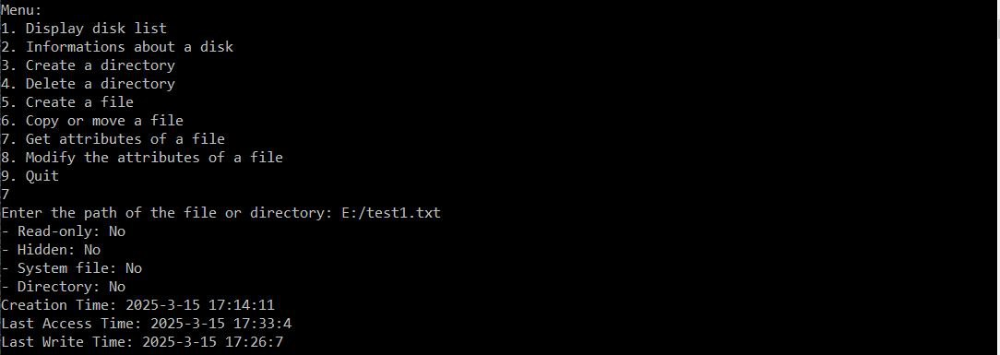 Menu:
1. Display disk list
2. Informations about a disk
3. Create a directory
4. Delete a directory
5. Create a file
6. Copy or move a file
7. Get attributes of a file
8. Modify the attributes of a file
9. Quit
7
Enter the path of the file or directory: E:/test1.txt
- Read-only: No
- Hidden: No
- System file: No
- Directory: No
Creation Time: 2025-3-15 17:14:11
Last Access Time: 2025-3-15 17:33:4
Last Write Time: 2025-3-15 17:26:7